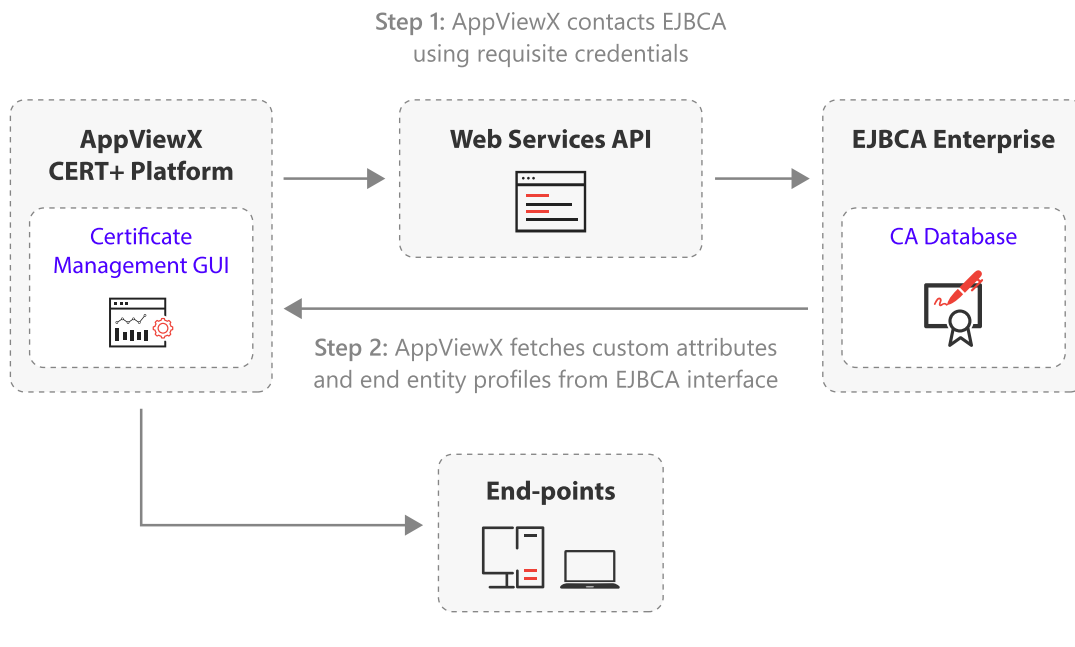 Step 1: AppViewX contacts EJBCA
using requisite credentials
AppViewX
CERT+ Platform
Certificate
Management GUI
Web Services API
EJBCA Enterprise
CA Database
Step 2: AppViewX fetches custom attributes
and end entity profiles from EJBCA interface
End-points